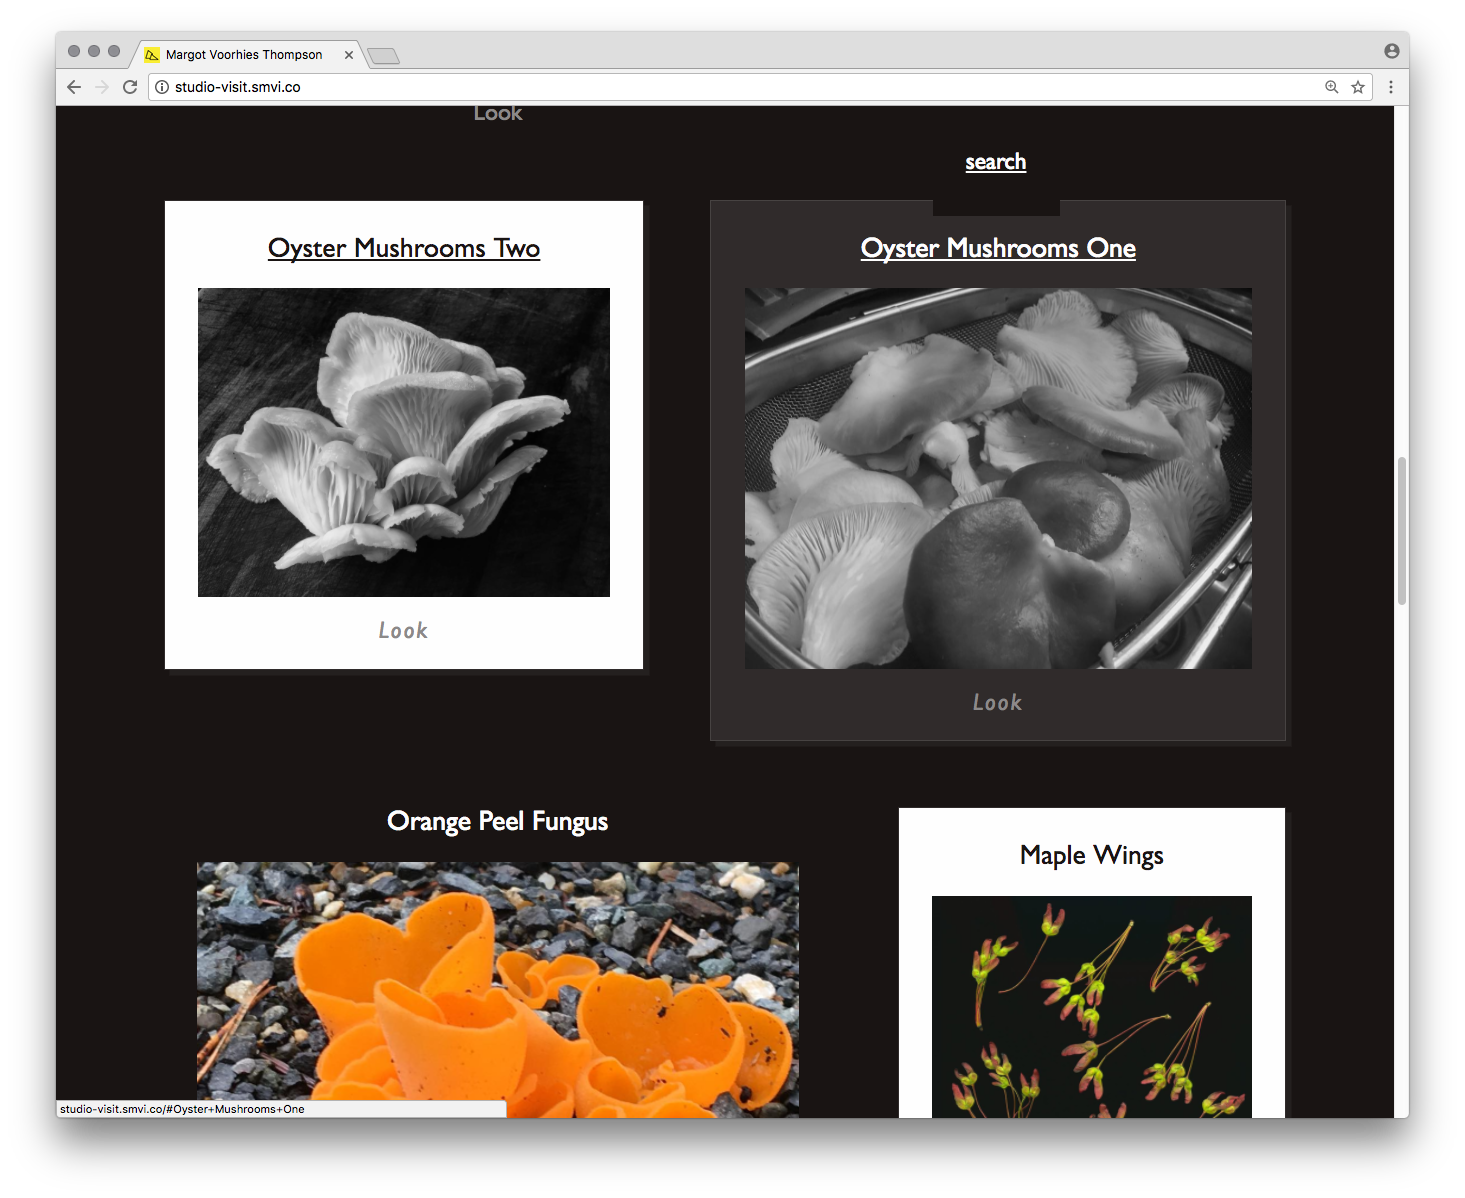 Margot Voorhies Thompson
studio-visit.smvi.co
Look
search
Oyster Mushrooms Two
Oyster Mushrooms One
Look
Look
Orange Peel Fungus
Maple Wings
studio-visit.smvi.co/#Oyster+Mushrooms+One